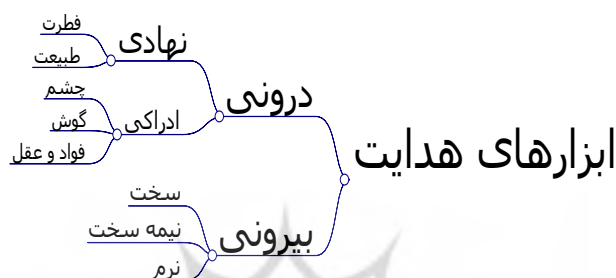 ابزارهای هدایت
درونی
نهادی
فطرت
طبیعت
ادراکی
چشم
گوش
فواد و عقل
بیرونی
سخت
نیمه سخت
نرم